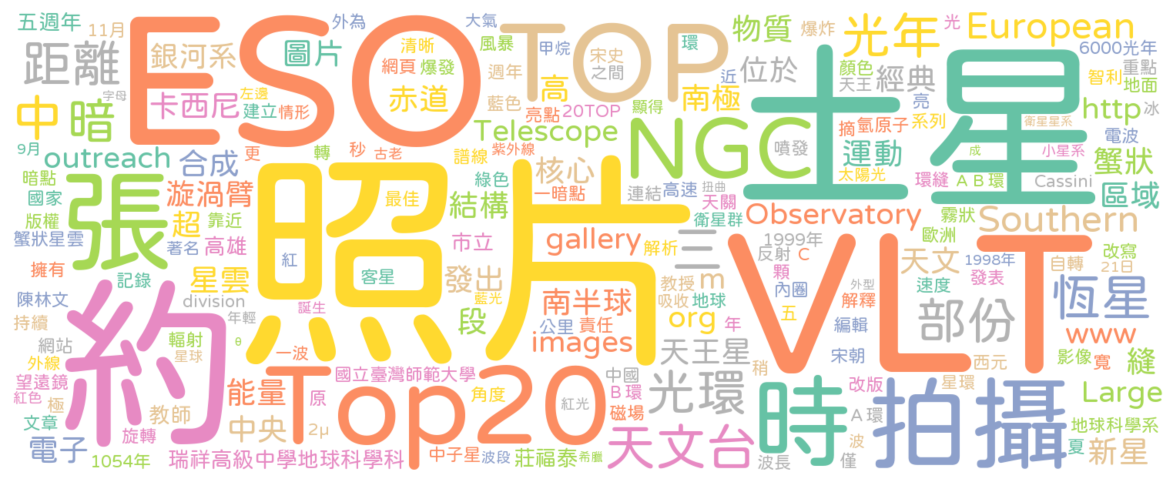 五週年 11月 外為 大氣 甲烷 宋史 之間 環 物質 爆炸 光年 光 European
距離 銀河系 圖片 清晰 風暴 網頁 爆發 ESO TOP 近 位於 顏色 天王 經典 6000光年 重點 智利 地面
字母 左邊 卡西尼 建立 情形 赤道 週年 藍色 高 亮點 20TOP 南極 顯得 土星 亮 http 冰
中 暗 9月 outreach 合成 更 轉 秒 古老 Telescope 紫外線 譜線 NGC 噴發 摘 氫原子 系列 衛星星系 電波
暗點 國家 張 漩渦臂 最佳 綠色 核心 一暗點 連結 高速 扭曲 運動 太陽光 成 小星系 蟹狀
版權 靠近 超 結構 天關 衛星群 環縫 A B 環 Cassini 區域
蟹狀星雲 著名 高雄 照片 市立 gallery 解析 三 Observatory 霧狀 歐洲 Southern
擁有 記錄 星雲 紅 客星 發出 1999年 反射 C 天文 1998年 自轉 改寫 21日
陳林文 division 誕生 藍光 段 南半球 教授 m 吸收 地球 顆 內圈 外型 解釋 速度 發表 恆星
持續 約 年輕 公里 責任 org 年 五 VLT 編輯 部份 www
網站 輻射 θ images 天王星 稍 宋朝 西元 影像 寬 縫
外線 星球 一波 望遠鏡 國立臺灣師範大學 中國 光環 改版 星環 Large
紅色 極 能量 原 Top20 角度 B環 時 拍攝
文章 教師 中央 紅光 磁場 A環 地球科學系
電子 旋轉 2μ 天文台 波 夏 新星
1054年 瑞祥高級中學地球科學科 中子星 波段 莊福泰 希臘 波長 僅